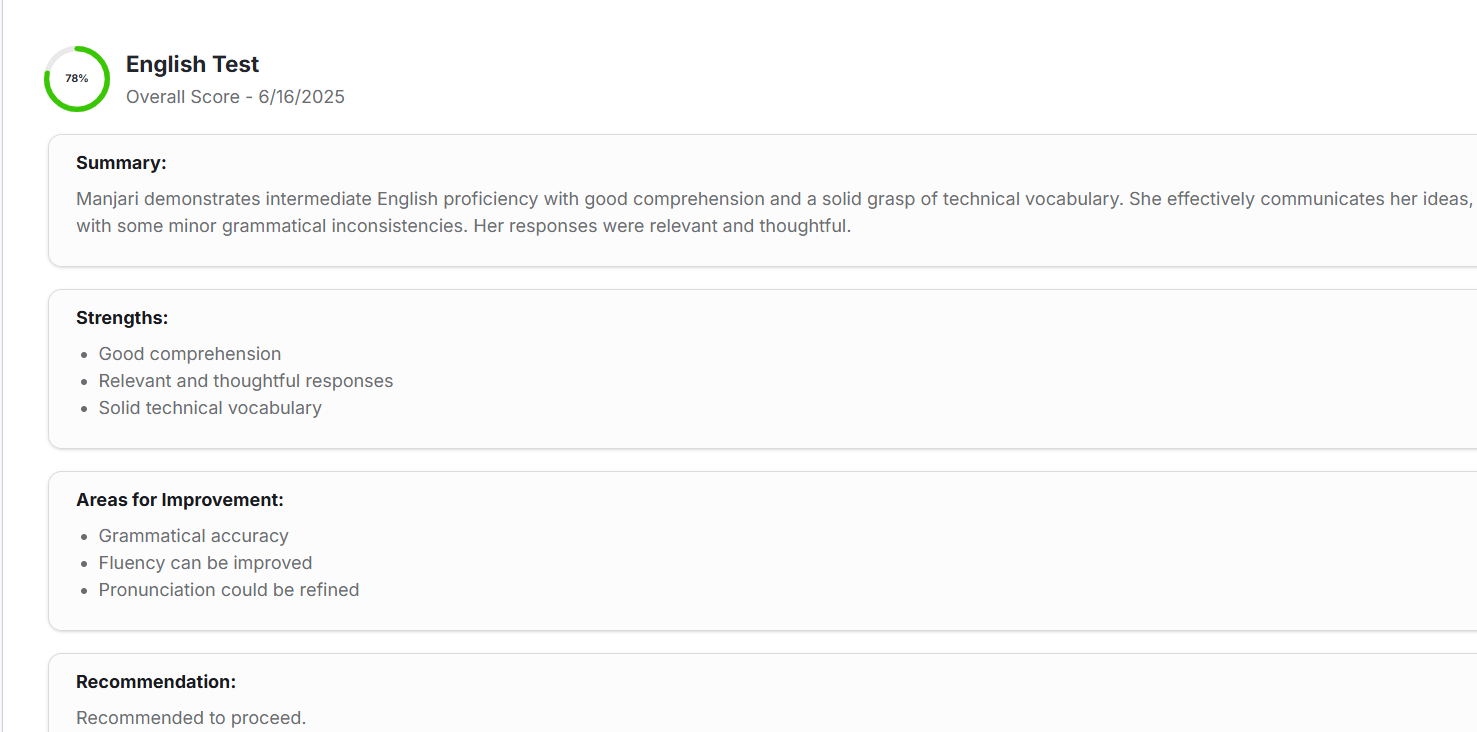 78%
English Test
Overall Score - 6/16/2025
Summary:
Manjari demonstrates intermediate English proficiency with good comprehension and a solid grasp of technical vocabulary. She effectively communicates her ideas,
with some minor grammatical inconsistencies. Her responses were relevant and thoughtful.
Strengths:
• Good comprehension
• Relevant and thoughtful responses
• Solid technical vocabulary
Areas for Improvement:
• Grammatical accuracy
• Fluency can be improved
• Pronunciation could be refined
Recommendation:
Recommended to proceed.